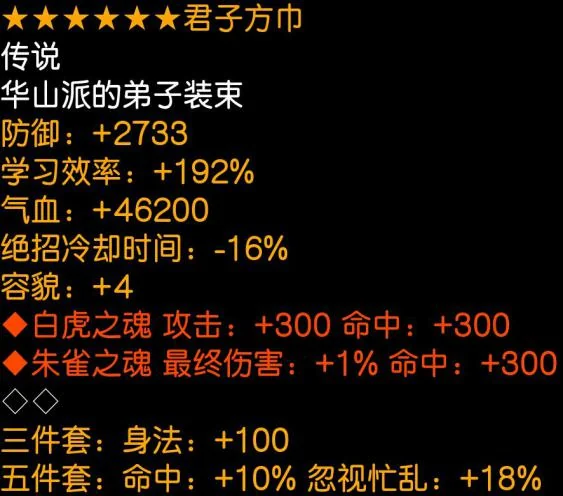 ★★★★★★君子方巾
传说
华山派的弟子装束
防御：+2733
学习效率：+192%
气血：+46200
绝招冷却时间：-16%
容貌：+4
◆白虎之魂 攻击：+300 命中：+300
◆朱雀之魂 最终伤害：+1% 命中：+300
◇◇
三件套：身法：+100
五件套：命中：+10% 忽视忙乱：+18%